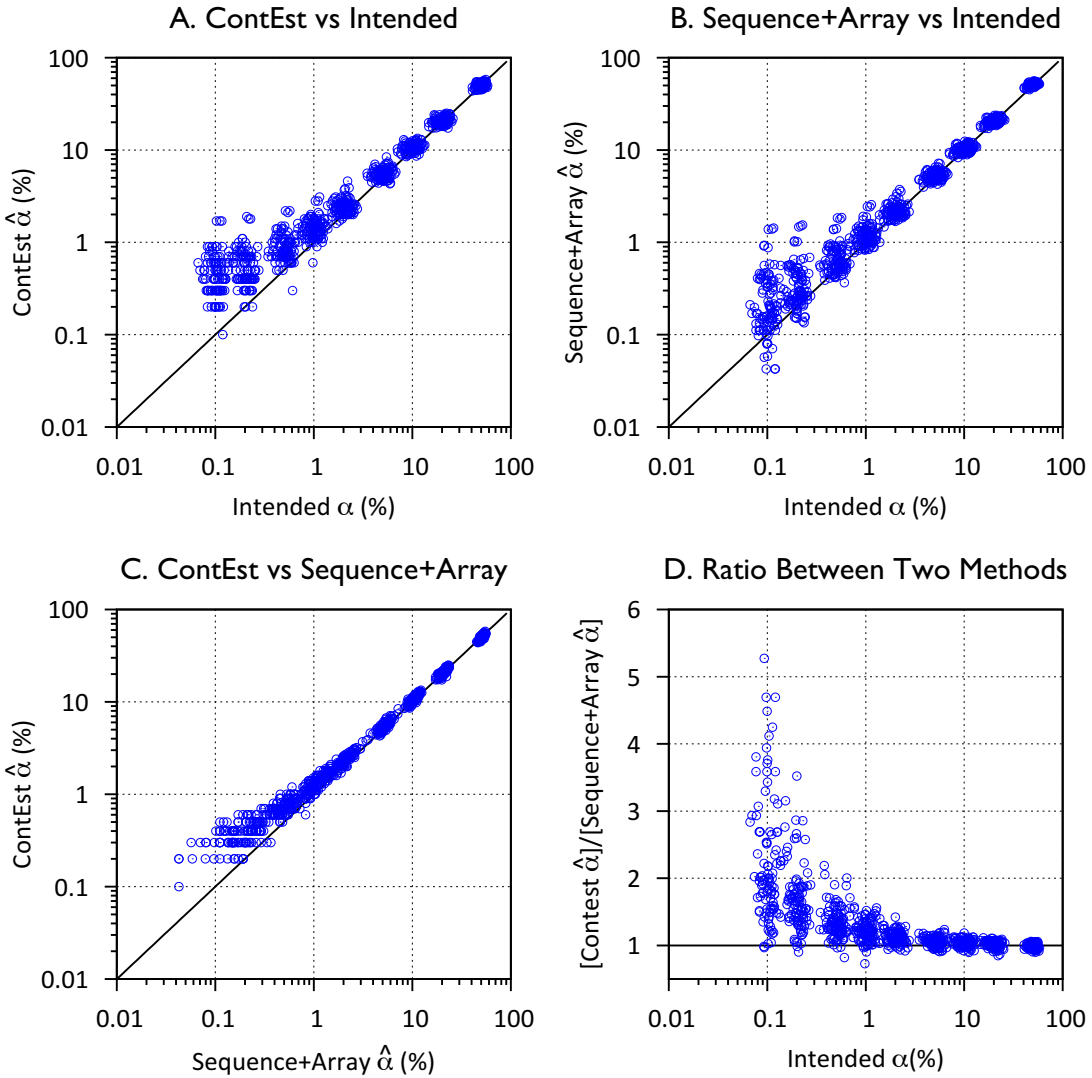 A. ContEst vs Intended
B. Sequence+Array vs Intended
100
10
1
0.1
0.01
ContEst α̂ (%)
0.01 0.1 1 10 100
Intended α (%)
100
10
1
0.1
0.01
Sequence+Array α̂ (%)
0.01 0.1 1 10 100
Intended α (%)
C. ContEst vs Sequence+Array
D. Ratio Between Two Methods
100
10
1
0.1
0.01
ContEst α̂ (%)
0.01 0.1 1 10 100
Sequence+Array α̂ (%)
6
5
4
3
2
1
[Contest α̂]/[Sequence+Array α̂]
0.01 0.1 1 10 100
Intended α(%)